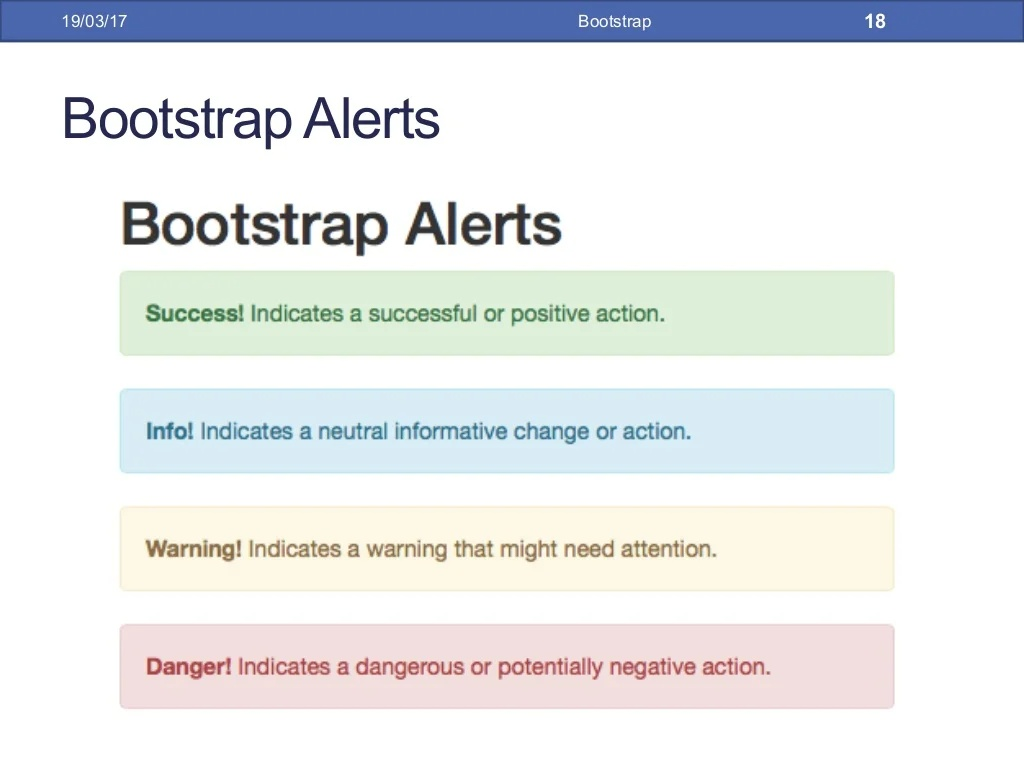 19/03/17 Bootstrap 18
Bootstrap Alerts
Bootstrap Alerts
Success! Indicates a successful or positive action.
Info! Indicates a neutral informative change or action.
Warning! Indicates a warning that might need attention.
Danger! Indicates a dangerous or potentially negative action.